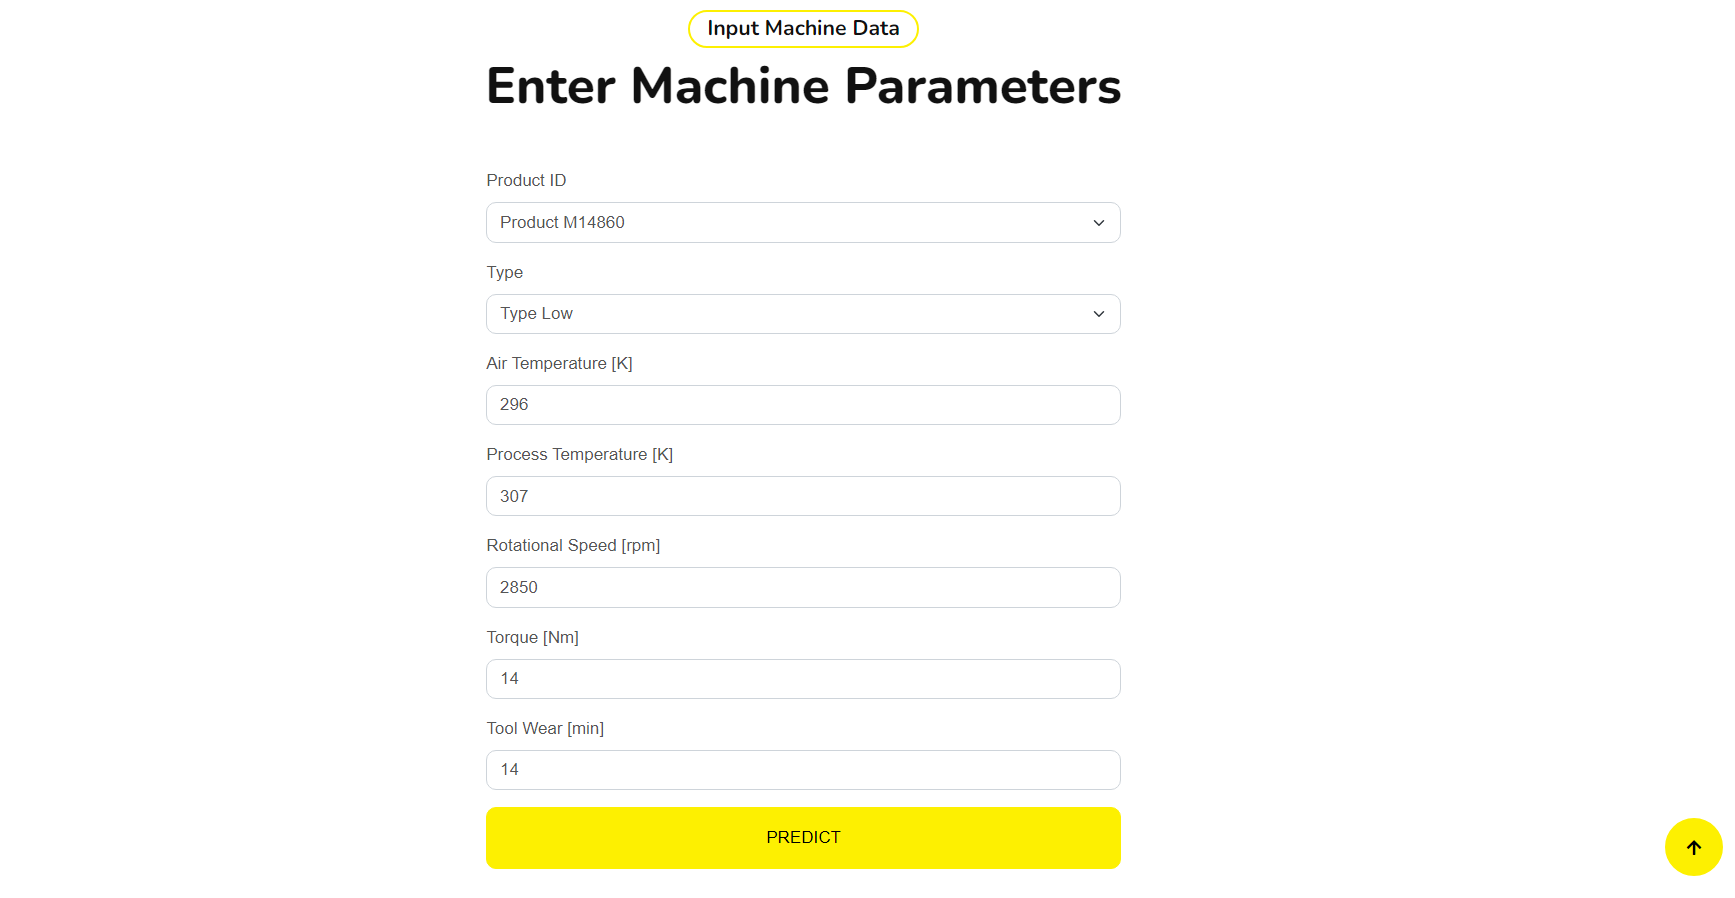 Input Machine Data
Enter Machine Parameters
Product ID
Product M14860
Type
Type Low
Air Temperature [K]
296
Process Temperature [K]
307
Rotational Speed [rpm]
2850
Torque [Nm]
14
Tool Wear [min]
14
PREDICT